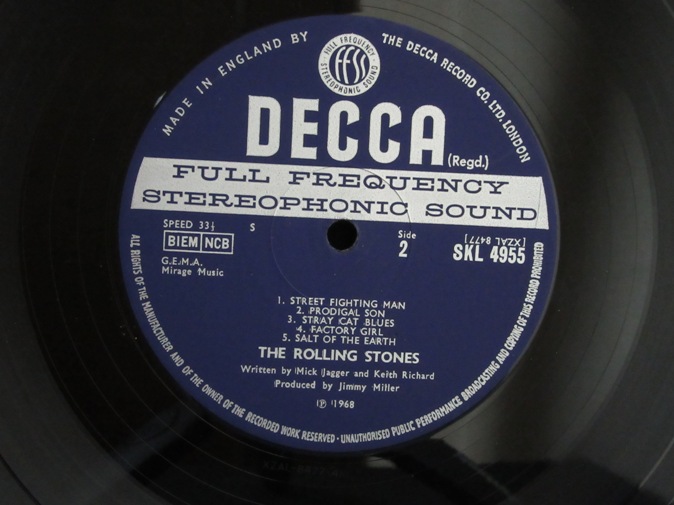 MADE IN ENGLAND BY
THE DECCA RECORD CO. LTD. LONDON
FULL FREQUENCY
FFSS
STEREOPHONIC SOUND
DECCA (Regd.)
FULL FREQUENCY
STEREOPHONIC SOUND
SPEED 33⅓ S
BIEM NCB
G.E.M.A.
Mirage Music
Side
2
[XZAL 8477]
SKL 4955
1. STREET FIGHTING MAN
2. PRODIGAL SON
3. STRAY CAT BLUES
4. FACTORY GIRL
5. SALT OF THE EARTH
THE ROLLING STONES
Written by Mick Jagger and Keith Richard
Produced by Jimmy Miller
Ⓟ 1968
ALL RIGHTS OF THE MANUFACTURER AND OF THE OWNER OF THE RECORDED WORK RESERVED · UNAUTHORISED PUBLIC PERFORMANCE BROADCASTING AND COPYING OF THIS RECORD PROHIBITED